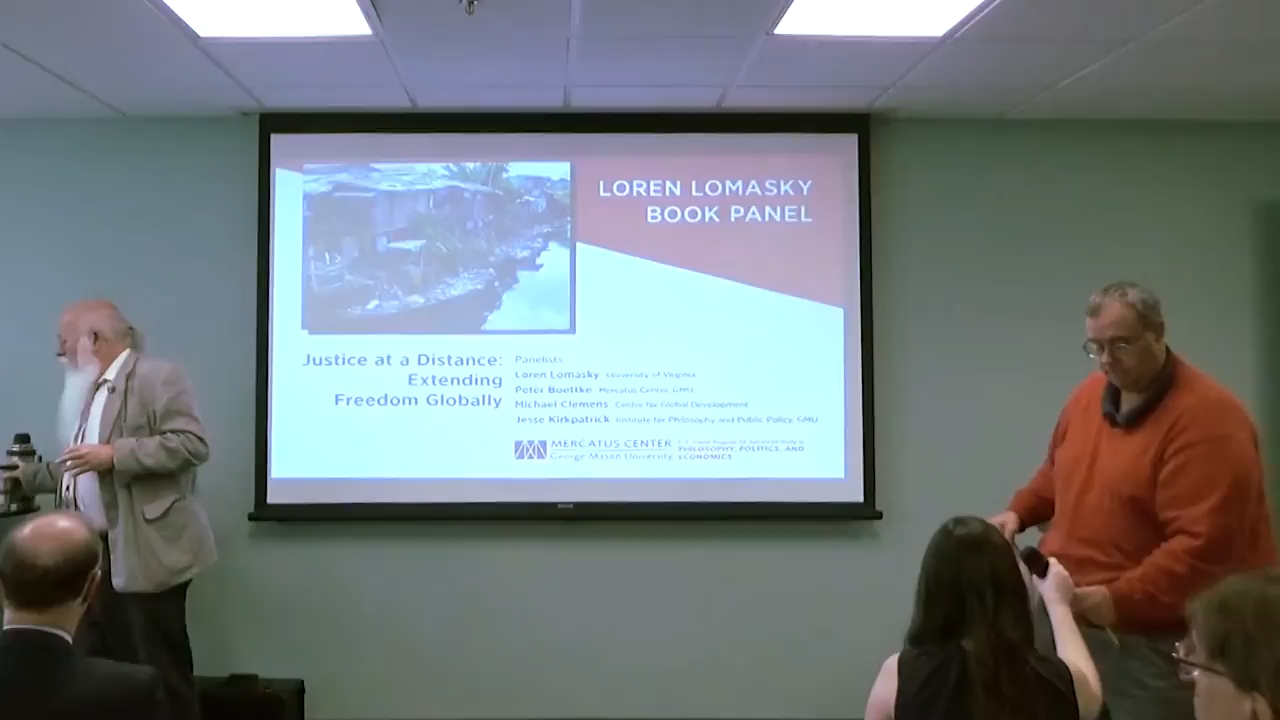 LOREN LOMASKY
BOOK PANEL
Justice at a Distance:
Extending
Freedom Globally
Panelists
Loren Lomasky University of Virginia
Peter Boettke Mercatus Center, GMU
Michael Clemens Centre for Global Development
Jesse Kirkpatrick Institute for Philosophy and Public Policy, GMU
MERCATUS CENTER
George Mason University
PHILOSOPHY, POLITICS, AND
ECONOMICS